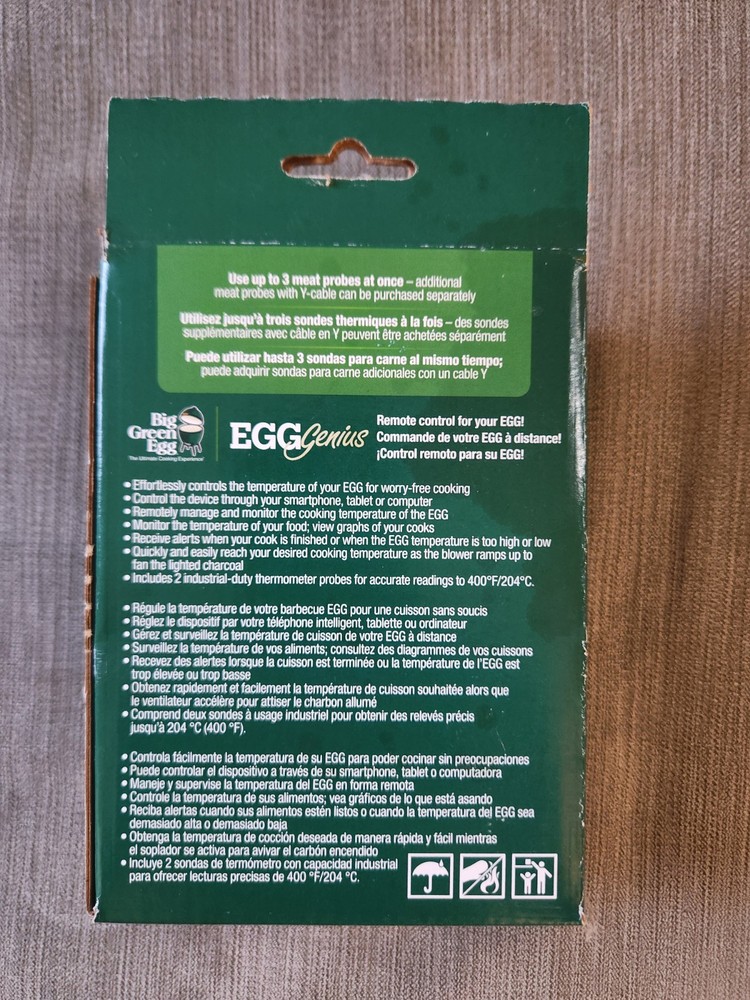 Use up to 3 meat probes at once – additional
meat probes with Y-cable can be purchased separately
Utilisez jusqu'à trois sondes thermiques à la fois – des sondes
supplémentaires avec câble en Y peuvent être achetées séparément
Puede utilizar hasta 3 sondas para carne al mismo tiempo;
puede adquirir sondas para carne adicionales con un cable Y
Big
Green
Egg
The Ultimate Cooking Experience
EGGGenius
Remote control for your EGG!
Commande de votre EGG à distance!
¡Control remoto para su EGG!
• Effortlessly controls the temperature of your EGG for worry-free cooking
• Control the device through your smartphone, tablet or computer
• Remotely manage and monitor the cooking temperature of the EGG
• Monitor the temperature of your food; view graphs of your cooks
• Receive alerts when your cook is finished or when the EGG temperature is too high or low
• Quickly and easily reach your desired cooking temperature as the blower ramps up to
fan the lighted charcoal
• Includes 2 industrial-duty thermometer probes for accurate readings to 400°F/204°C.
• Régule la température de votre barbecue EGG pour une cuisson sans soucis
• Réglez le dispositif par votre téléphone intelligent, tablette ou ordinateur
• Gérez et surveillez la température de cuisson de votre EGG à distance
• Surveillez la température de vos aliments; consultez des diagrammes de vos cuissons
• Recevez des alertes lorsque la cuisson est terminée ou la température de l'EGG est
trop élevée ou trop basse
• Obtenez rapidement et facilement la température de cuisson souhaitée alors que
le ventilateur accélère pour attiser le charbon allumé
• Comprend deux sondes à usage industriel pour obtenir des relevés précis
jusqu'à 204 °C (400 °F).
• Controla fácilmente la temperatura de su EGG para poder cocinar sin preocupaciones
• Puede controlar el dispositivo a través de su smartphone, tablet o computadora
• Maneje y supervise la temperatura del EGG en forma remota
• Controle la temperatura de sus alimentos; vea gráficos de lo que está asando
• Reciba alertas cuando sus alimentos estén listos o cuando la temperatura del EGG sea
demasiado alta o demasiado baja
• Obtenga la temperatura de cocción deseada de manera rápida y fácil mientras
el soplador se activa para avivar el carbón encendido
• Incluye 2 sondas de termómetro con capacidad industrial
para ofrecer lecturas precisas de 400 °F/204 °C.